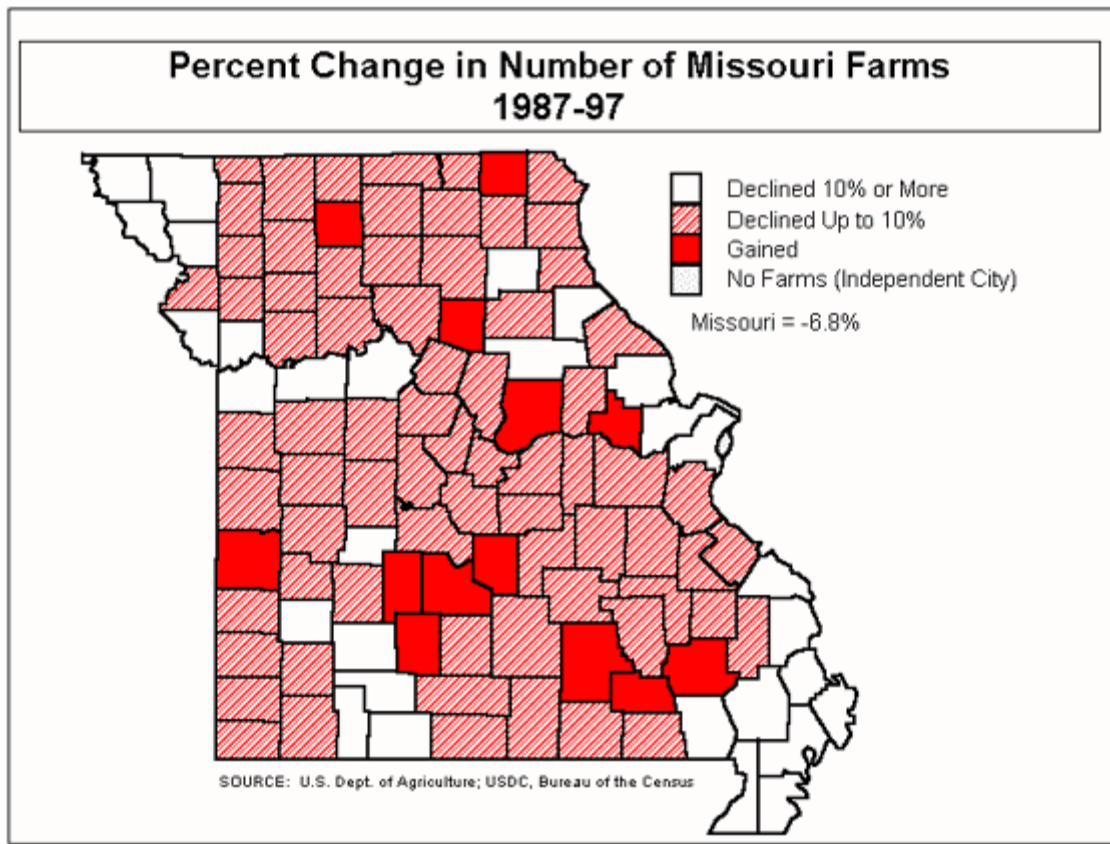 Percent Change in Number of Missouri Farms
1987-97
Declined 10% or More
Declined Up to 10%
Gained
No Farms (Independent City)
Missouri = -6.8%
SOURCE: U.S. Dept. of Agriculture; USDC, Bureau of the Census